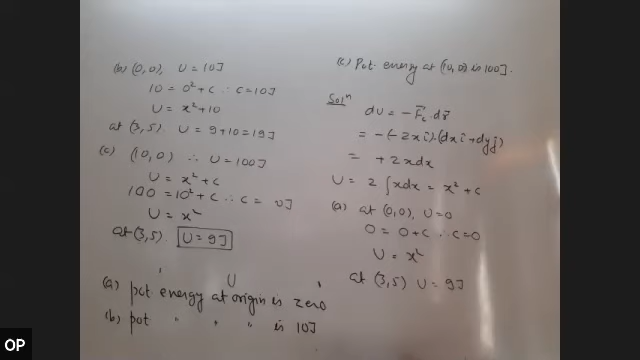 (b) (0,0), U = 10J
10 = 0² + c ∴ c = 10J
U = x² + 10
at (3,5). U = 9+10 = 19J
(c) (10,0) ∴ U = 100J
U = x² + c
100 = 10² + c ∴ c = 0J
U = x²
at (3,5). U = 9J
(a) pot. energy at origin is zero
U
(b) pot " " " is 10J
(c) Pot. energy at (10,0) is 100J.
Solⁿ
dU = -F⃗c.dr⃗
= -(-2xi).(dxi+dyj)
= +2xdx
U = 2∫xdx = x² + c
(a) at (0,0), U=0
0 = 0+c ∴ c=0
U = x²
at (3,5) U = 9J
OP